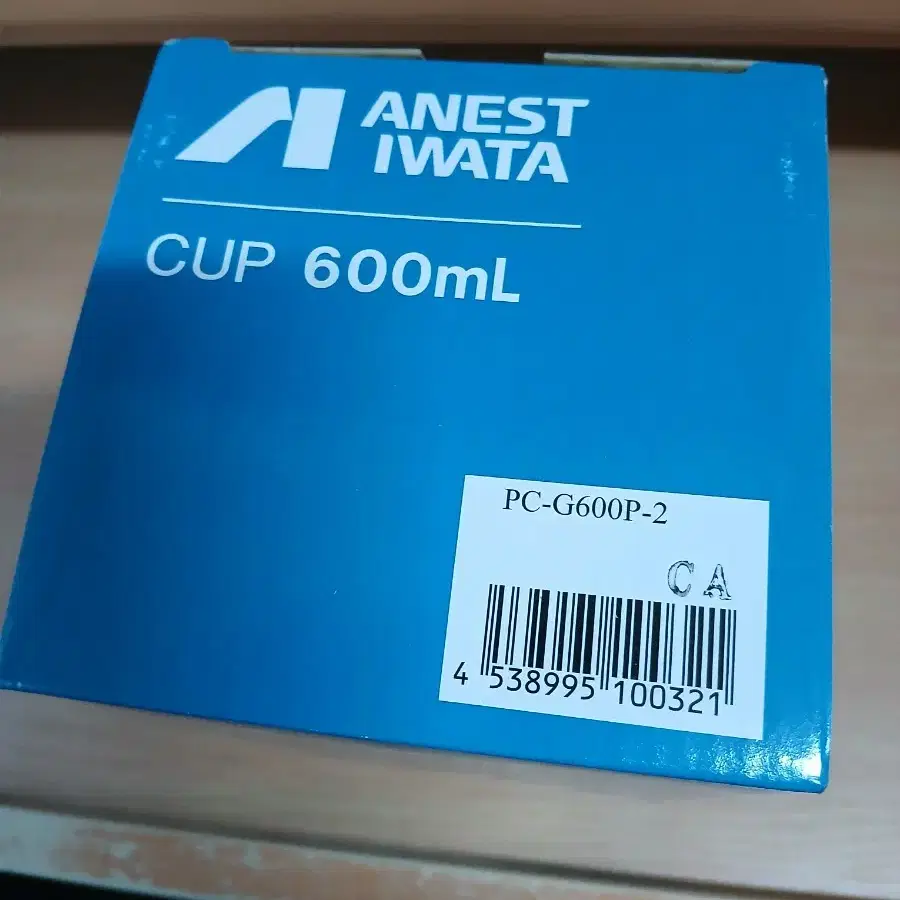 ANEST
IWATA
CUP 600mL
PC-G600P-2
CA
4 538995 100321